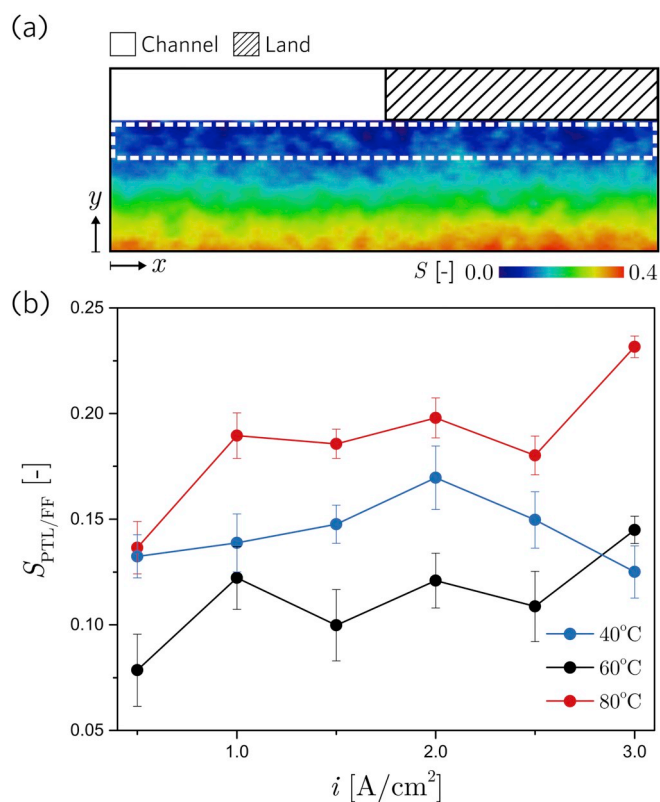 (a)
Channel Land
y
x
S [-] 0.0 0.4
(b)
0.25
0.20
0.15
0.10
0.05
S_PTL/FF [-]
40°C
60°C
80°C
1.0 2.0 3.0
i [A/cm²]